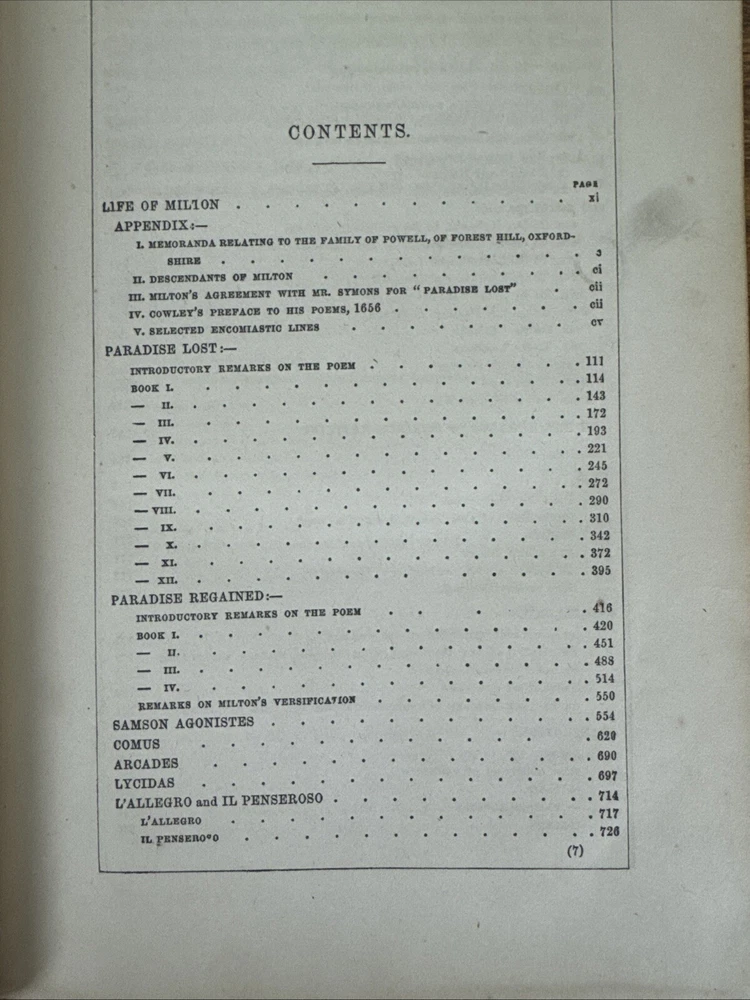 CONTENTS.
PAGE
LIFE OF MILTON . . . . . . . . . . . . xi
APPENDIX:—
I. MEMORANDA RELATING TO THE FAMILY OF POWELL, OF FOREST HILL, OXFORD-
SHIRE . . . . . . . . . . . . .
II. DESCENDANTS OF MILTON . . . . . . . . ci
III. MILTON'S AGREEMENT WITH MR. SYMONS FOR "PARADISE LOST" . cii
IV. COWLEY'S PREFACE TO HIS POEMS, 1656 . . . . . . . cii
V. SELECTED ENCOMIASTIC LINES . . . . . . . . cv
PARADISE LOST:—
INTRODUCTORY REMARKS ON THE POEM . . . . . . . . 111
BOOK I. . . . . . . . . . . . . . . 114
— II. . . . . . . . . . . . . . . 143
— III. . . . . . . . . . . . . . . 172
— IV. . . . . . . . . . . . . . . 193
— V. . . . . . . . . . . . . . . 221
— VI. . . . . . . . . . . . . . . 245
— VII. . . . . . . . . . . . . . . 272
— VIII. . . . . . . . . . . . . . . 290
— IX. . . . . . . . . . . . . . . 310
— X. . . . . . . . . . . . . . . 342
— XI. . . . . . . . . . . . . . . 372
— XII. . . . . . . . . . . . . . 395
PARADISE REGAINED:—
INTRODUCTORY REMARKS ON THE POEM . . . . 416
BOOK I. . . . . . . . . . . . . . . 420
— II. . . . . . . . . . . . . . . 451
— III. . . . . . . . . . . . . . . 488
— IV. . . . . . . . . . . . . . . 514
REMARKS ON MILTON'S VERSIFICATION . . . . . . . 550
SAMSON AGONISTES . . . . . . . . . . . 554
COMUS . . . . . . . . . . . . . 620
ARCADES . . . . . . . . . . . . . 690
LYCIDAS . . . . . . . . . . . . . 697
L'ALLEGRO and IL PENSEROSO . . . . . . . . . . 714
L'ALLEGRO . . . . . . . . . . . . . 717
IL PENSEROSO . . . . . . . . . . . . 726
(7)